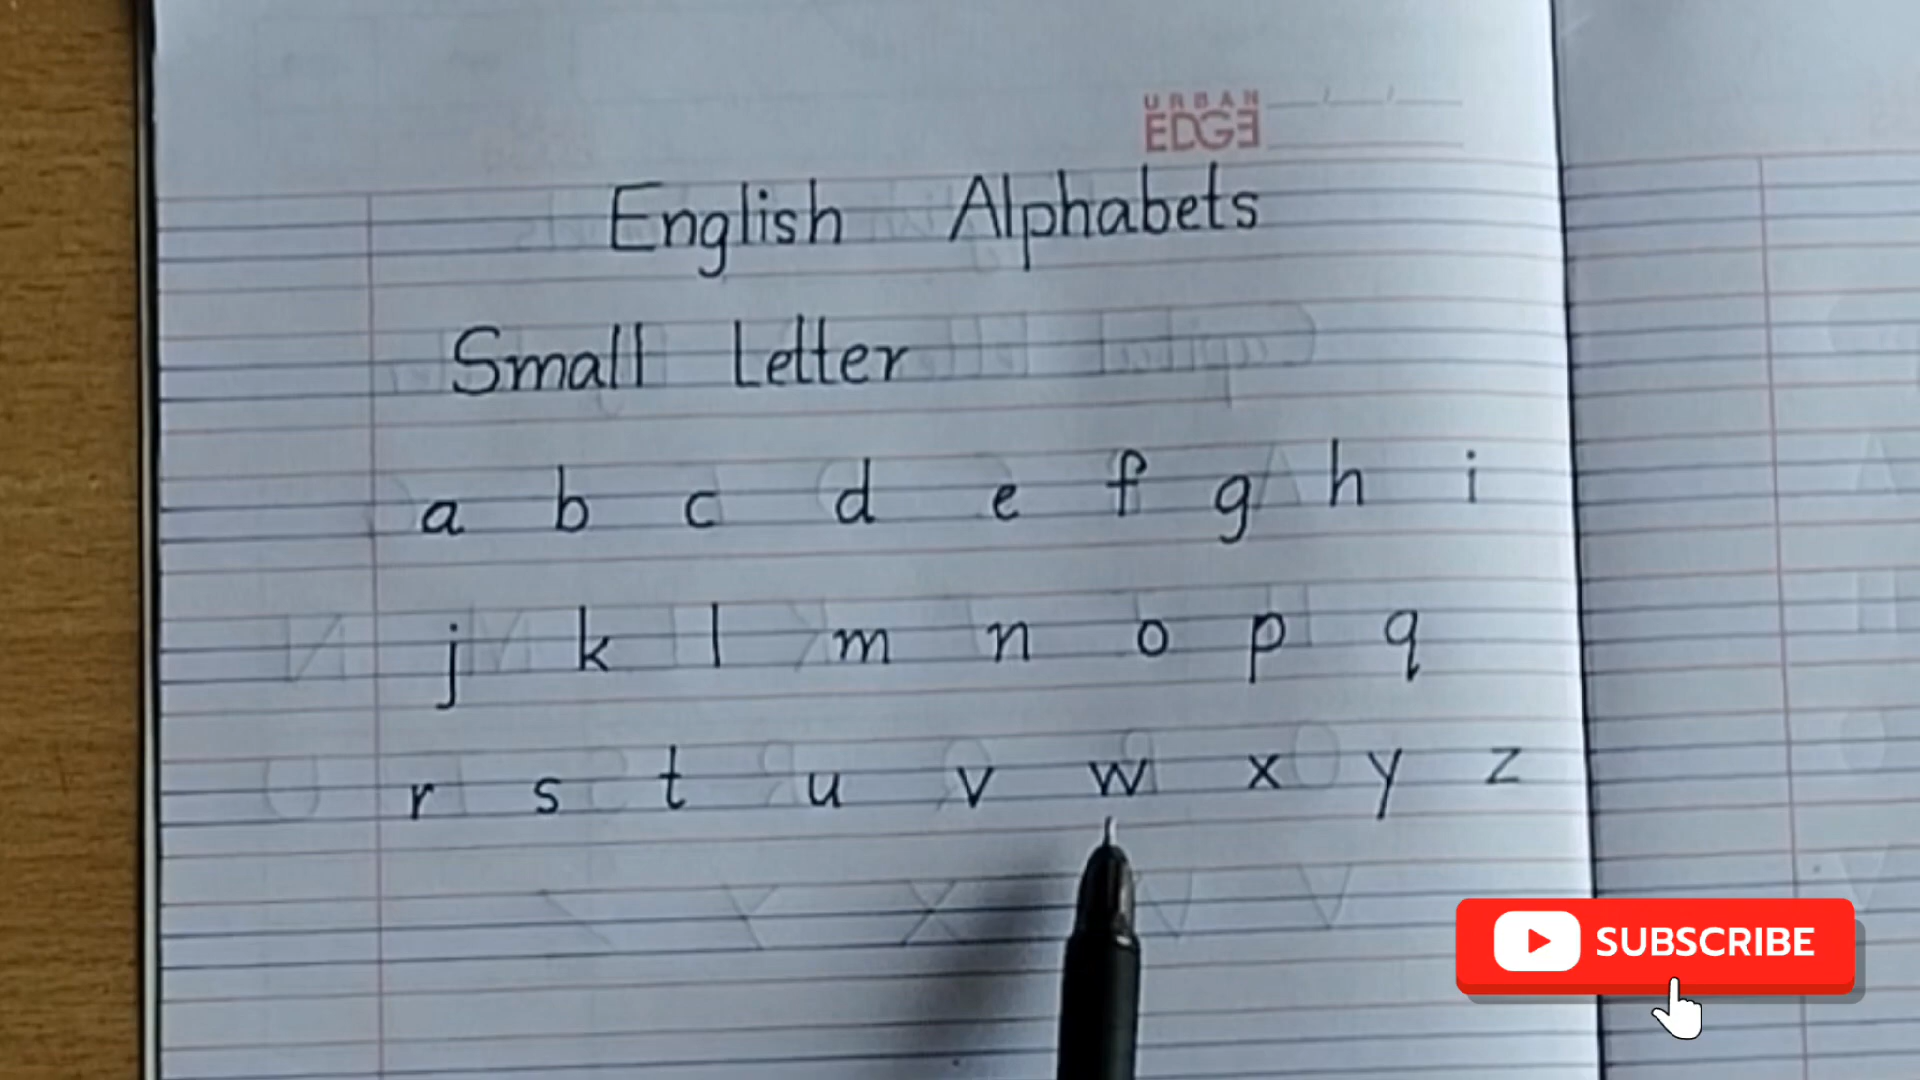 URBAN
EDGE
English Alphabets
Small Letter
a b c d e f g h i
j k l m n o p q
r s t u v w x y z
SUBSCRIBE